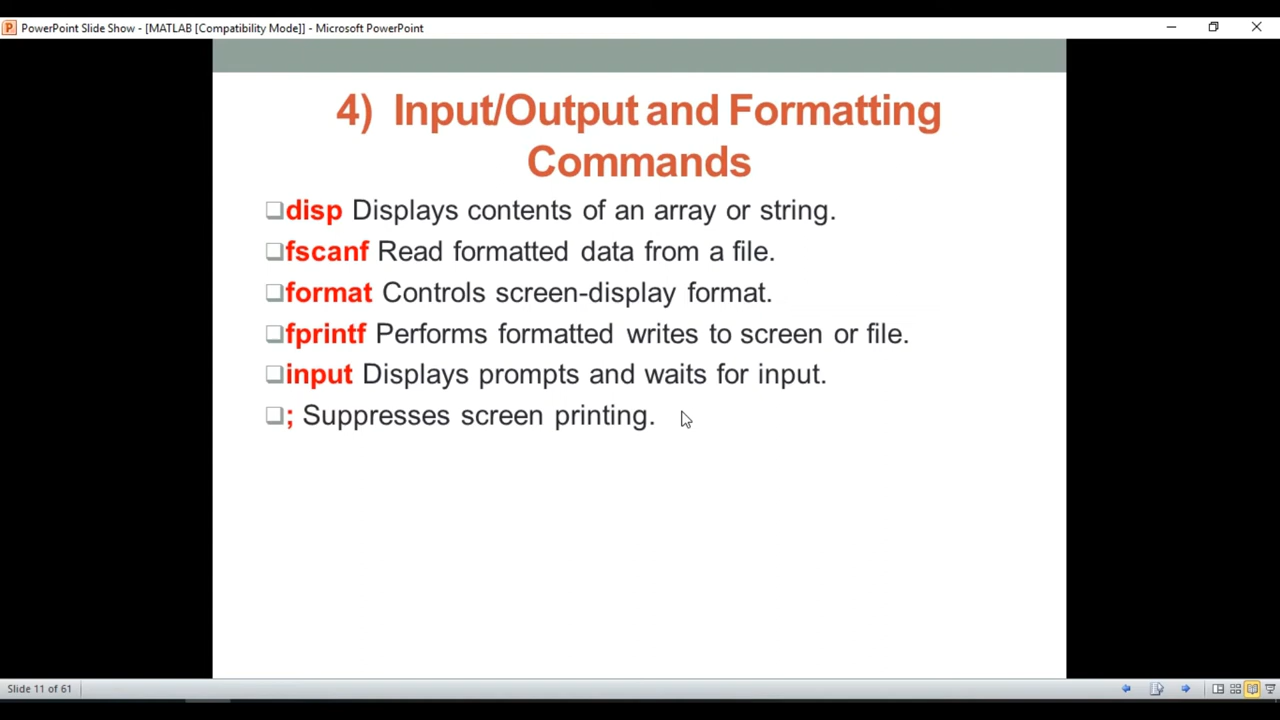 PowerPoint Slide Show - [MATLAB [Compatibility Mode]] - Microsoft PowerPoint
4) Input/Output and Formatting
Commands
disp Displays contents of an array or string.
fscanf Read formatted data from a file.
format Controls screen-display format.
fprintf Performs formatted writes to screen or file.
input Displays prompts and waits for input.
; Suppresses screen printing.
Slide 11 of 61